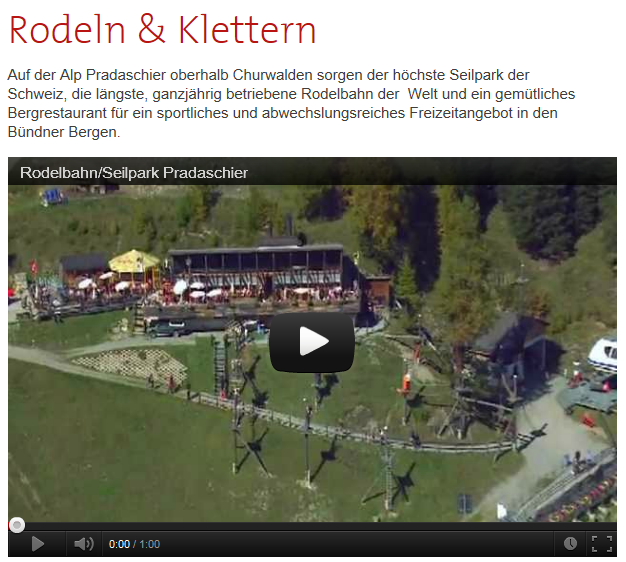 Rodeln & Klettern
Auf der Alp Pradaschier oberhalb Churwalden sorgen der höchste Seilpark der
Schweiz, die längste, ganzjährig betriebene Rodelbahn der  Welt und ein gemütliches
Bergrestaurant für ein sportliches und abwechslungsreiches Freizeitangebot in den
Bündner Bergen.
Rodelbahn/Seilpark Pradaschier
0:00 / 1:00